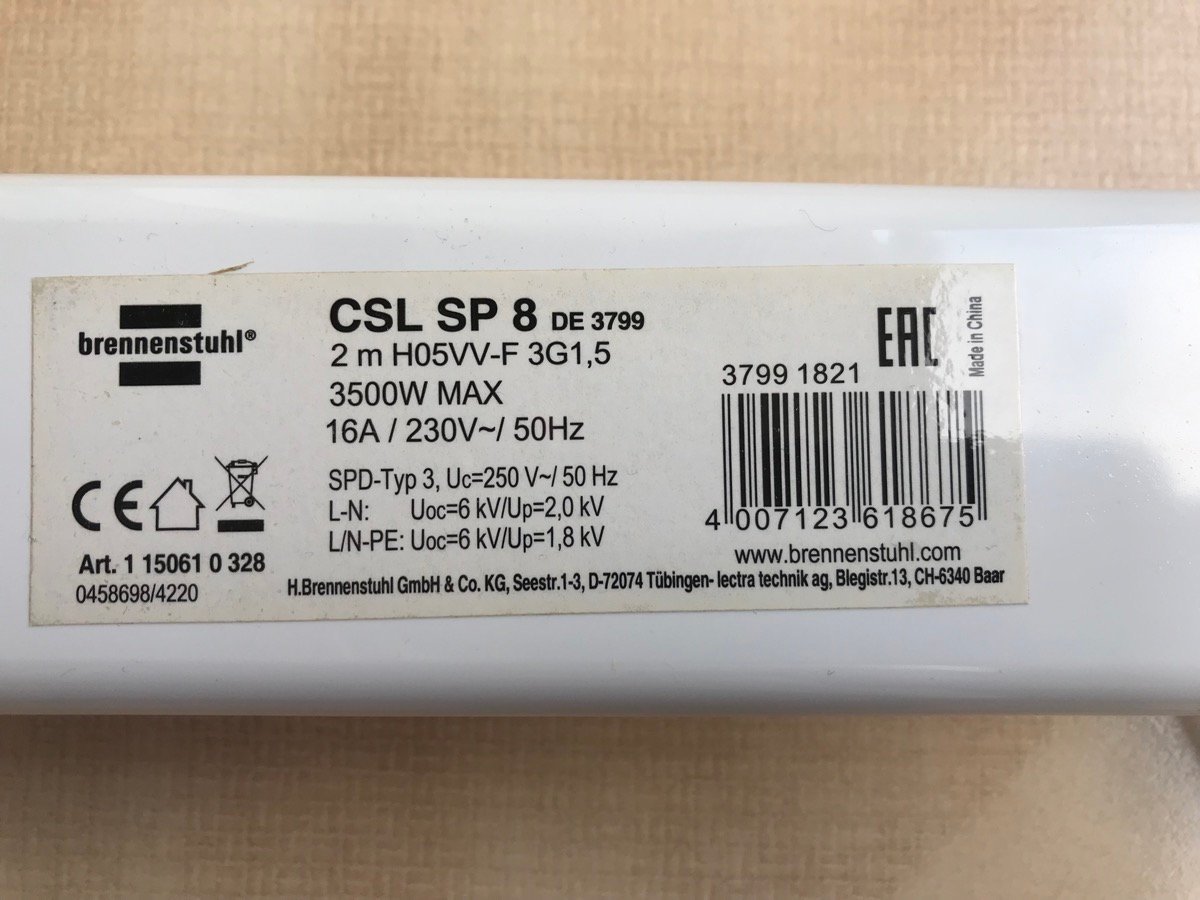 brennenstuhl®
CSL SP 8 DE 3799
2 m H05VV-F 3G1,5
3500W MAX
16A / 230V~/ 50Hz
SPD-Typ 3, Uc=250 V~/ 50 Hz
L-N: Uoc=6 kV/Up=2,0 kV
L/N-PE: Uoc=6 kV/Up=1,8 kV
CE
Art. 1 15061 0 328
0458698/4220
EAC
Made in China
3799 1821
4 007123 618675
www.brennenstuhl.com
H.Brennenstuhl GmbH & Co. KG, Seestr.1-3, D-72074 Tübingen- lectra technik ag, Blegistr.13, CH-6340 Baar